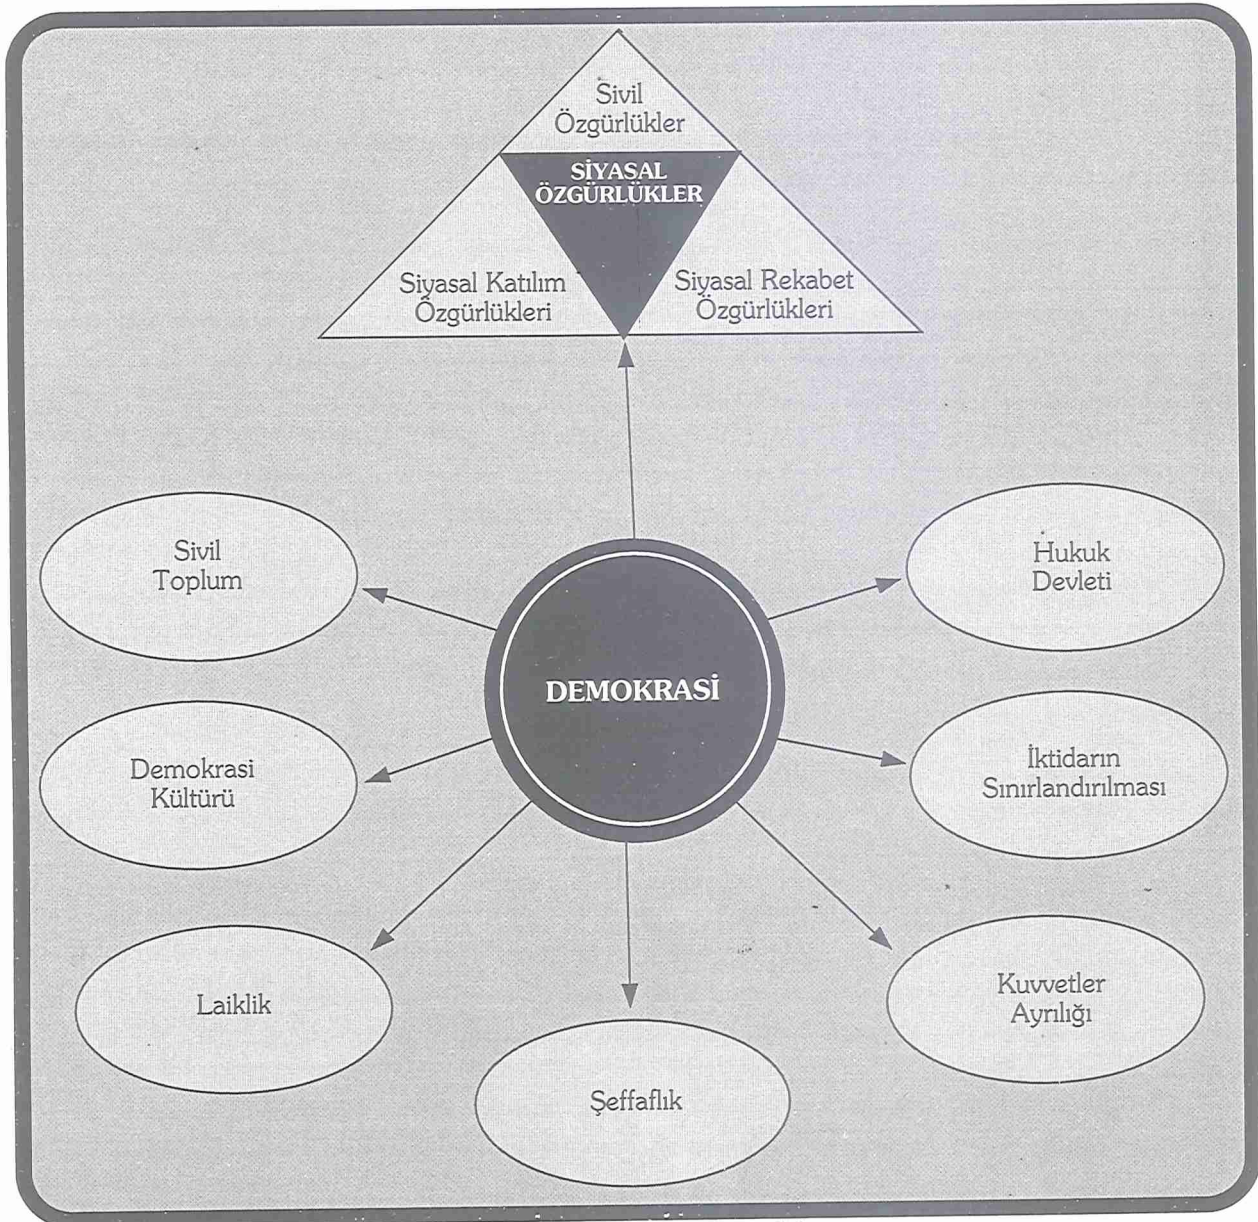 Sivil
Özgürlükler
SİYASAL
ÖZGÜRLÜKLER
Siyasal Katılım
Özgürlükleri
Siyasal Rekabet
Özgürlükleri
Sivil
Toplum
Hukuk
Devleti
DEMOKRASİ
Demokrasi
Kültürü
İktidarın
Sınırlandırılması
Laiklik
Kuvvetler
Ayrılığı
Şeffaflık